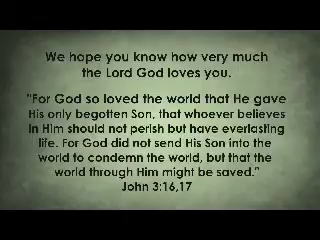 We hope you know how very much
the Lord God loves you.
"For God so loved the world that He gave
His only begotten Son, that whoever believes
in Him should not perish but have everlasting
life. For God did not send His Son into the
world to condemn the world, but that the
world through Him might be saved."
John 3:16,17